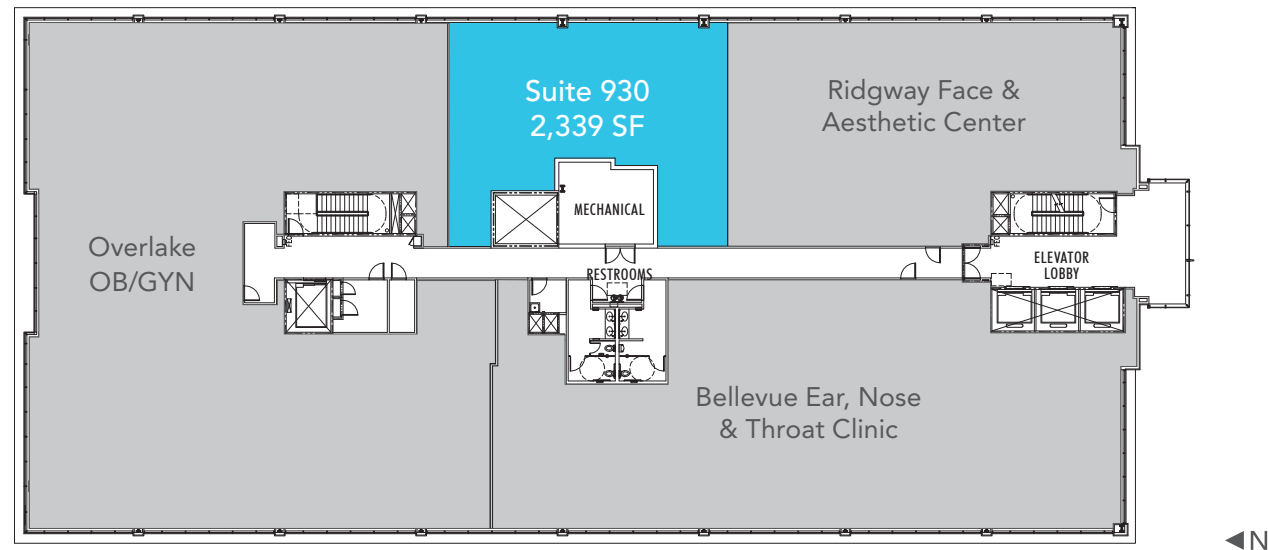 Suite 930
2,339 SF
Ridgway Face &
Aesthetic Center
MECHANICAL
Overlake
OB/GYN
RESTROOMS
ELEVATOR
LOBBY
Bellevue Ear, Nose
& Throat Clinic
N